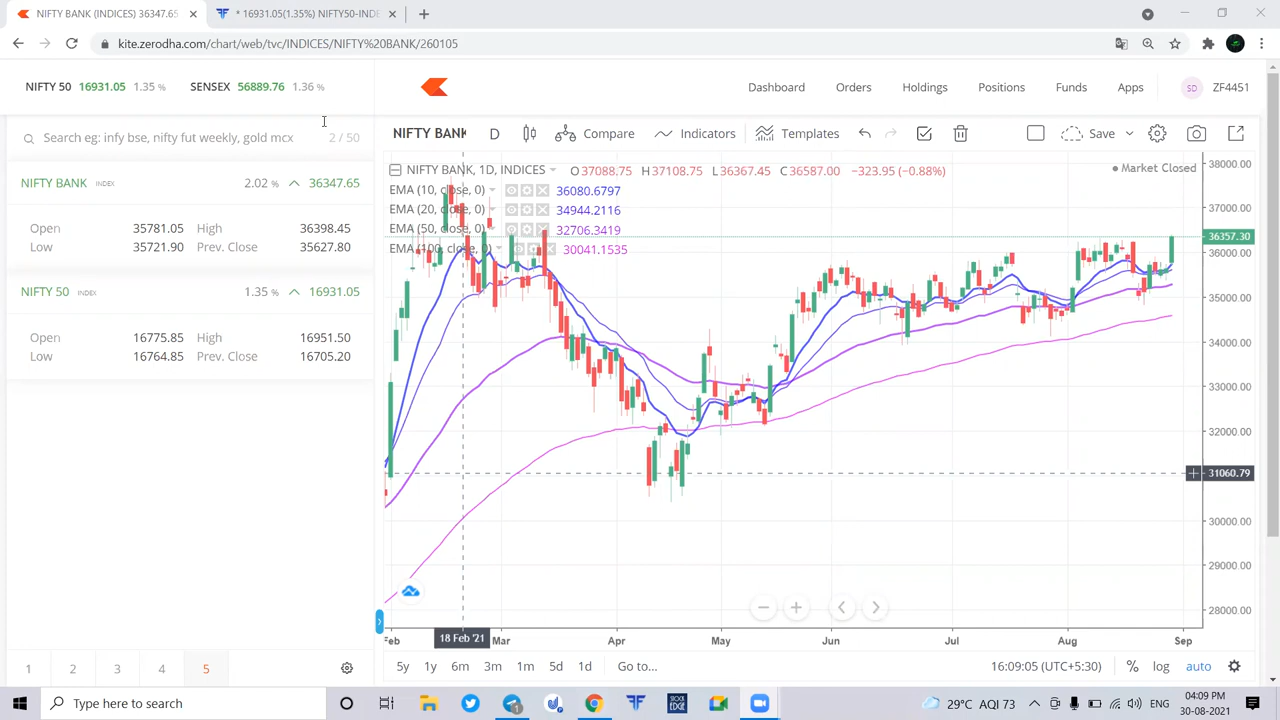 NIFTY BANK (INDICES) 36347.65
* 16931.05(1.35%) NIFTY50-INDE
kite.zerodha.com/chart/web/tvc/INDICES/NIFTY%20BANK/260105
NIFTY 50 16931.05 1.35 % SENSEX 56889.76 1.36 %
Dashboard Orders Holdings Positions Funds Apps SD ZF4451
Search eg: infy bse, nifty fut weekly, gold mcx 2 / 50
NIFTY BANK INDEX 2.02 % 36347.65
Open 35781.05 High 36398.45
Low 35721.90 Prev. Close 35627.80
NIFTY 50 INDEX 1.35 % 16931.05
Open 16775.85 High 16951.50
Low 16764.85 Prev. Close 16705.20
1 2 3 4 5
NIFTY BANK D Compare Indicators Templates Save
NIFTY BANK, 1D, INDICES O37088.75 H37108.75 L36367.45 C36587.00 −323.95 (−0.88%)
Market Closed
EMA (10, close, 0) 36080.6797
EMA (20, close, 0) 34944.2116
EMA (50, close, 0) 32706.3419
EMA (100, close, 0) 30041.1535
38000.00
37000.00
36357.30
36000.00
35000.00
34000.00
33000.00
32000.00
31060.79
30000.00
29000.00
28000.00
Feb 18 Feb '21 Mar Apr May Jun Jul Aug Sep
5y 1y 6m 3m 1m 5d 1d Go to... 16:09:05 (UTC+5:30) % log auto
Type here to search
1
STOCK EDGE
29°C AQI 73
ENG
04:09 PM
30-08-2021